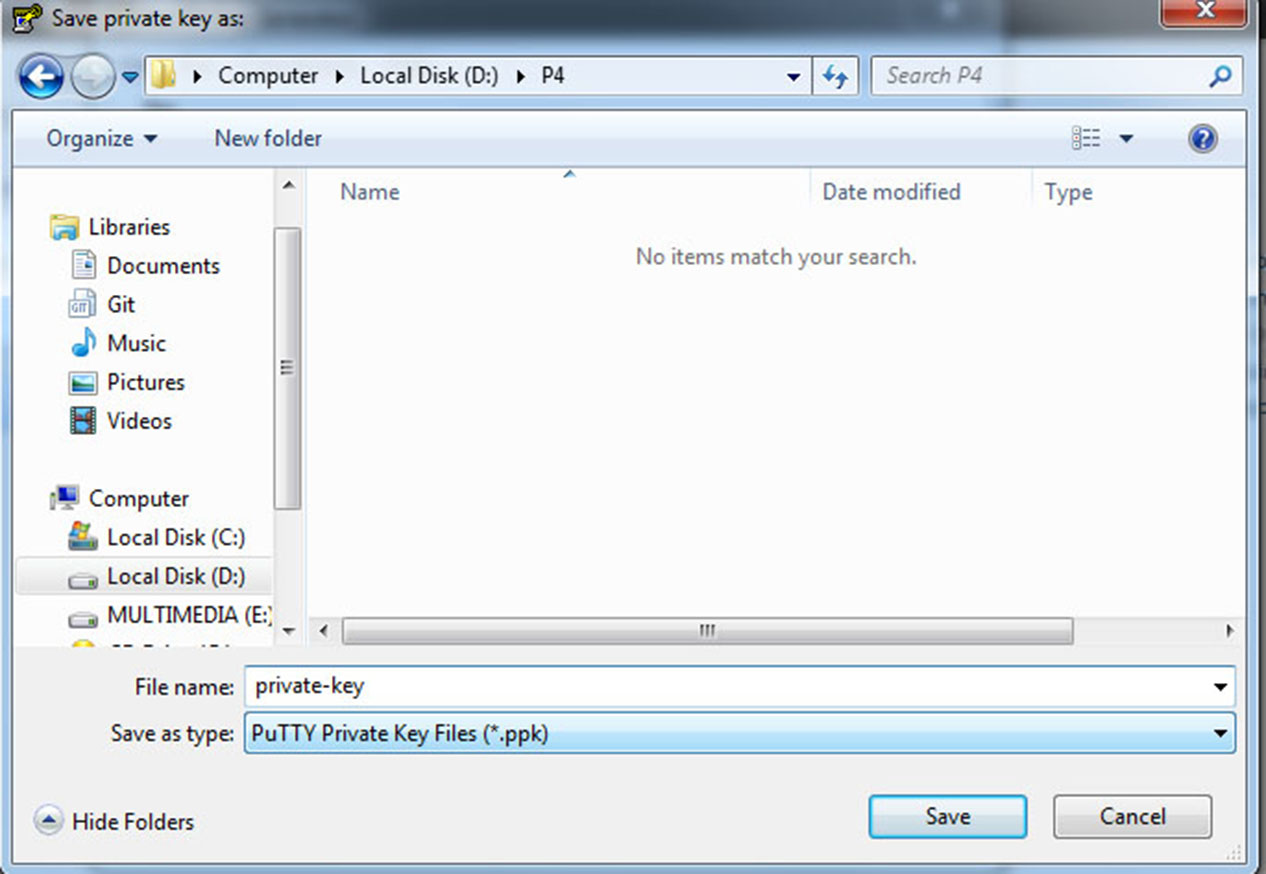 Save private key as:
Computer Local Disk (D:) P4
Search P4
Organize New folder
Name Date modified Type
No items match your search.
Libraries
Documents
Git
Music
Pictures
Videos
Computer
Local Disk (C:)
Local Disk (D:)
MULTIMEDIA (E:)
File name: private-key
Save as type: PuTTY Private Key Files (*.ppk)
Hide Folders
Save Cancel